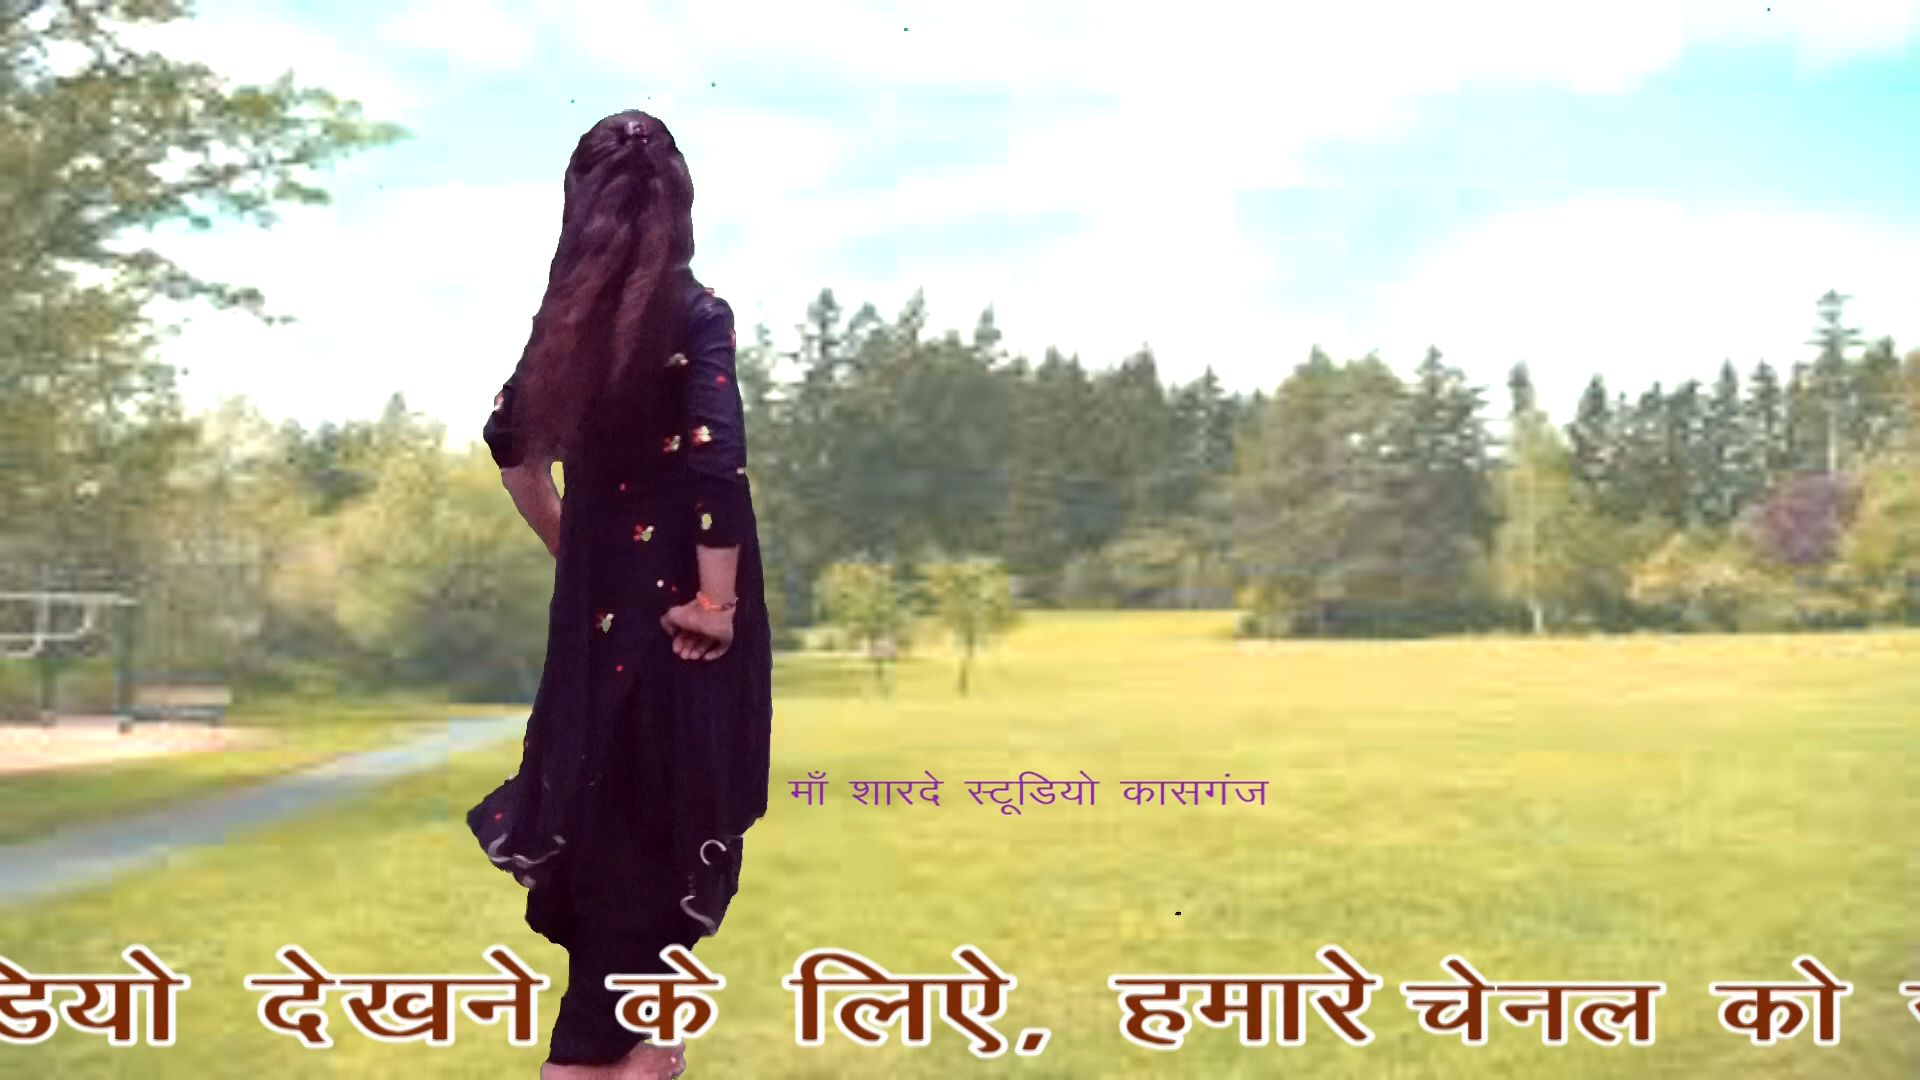 माँ शारदे स्टूडियो कासगंज
डियो देखने के लिऐ, हमारे चेनल को